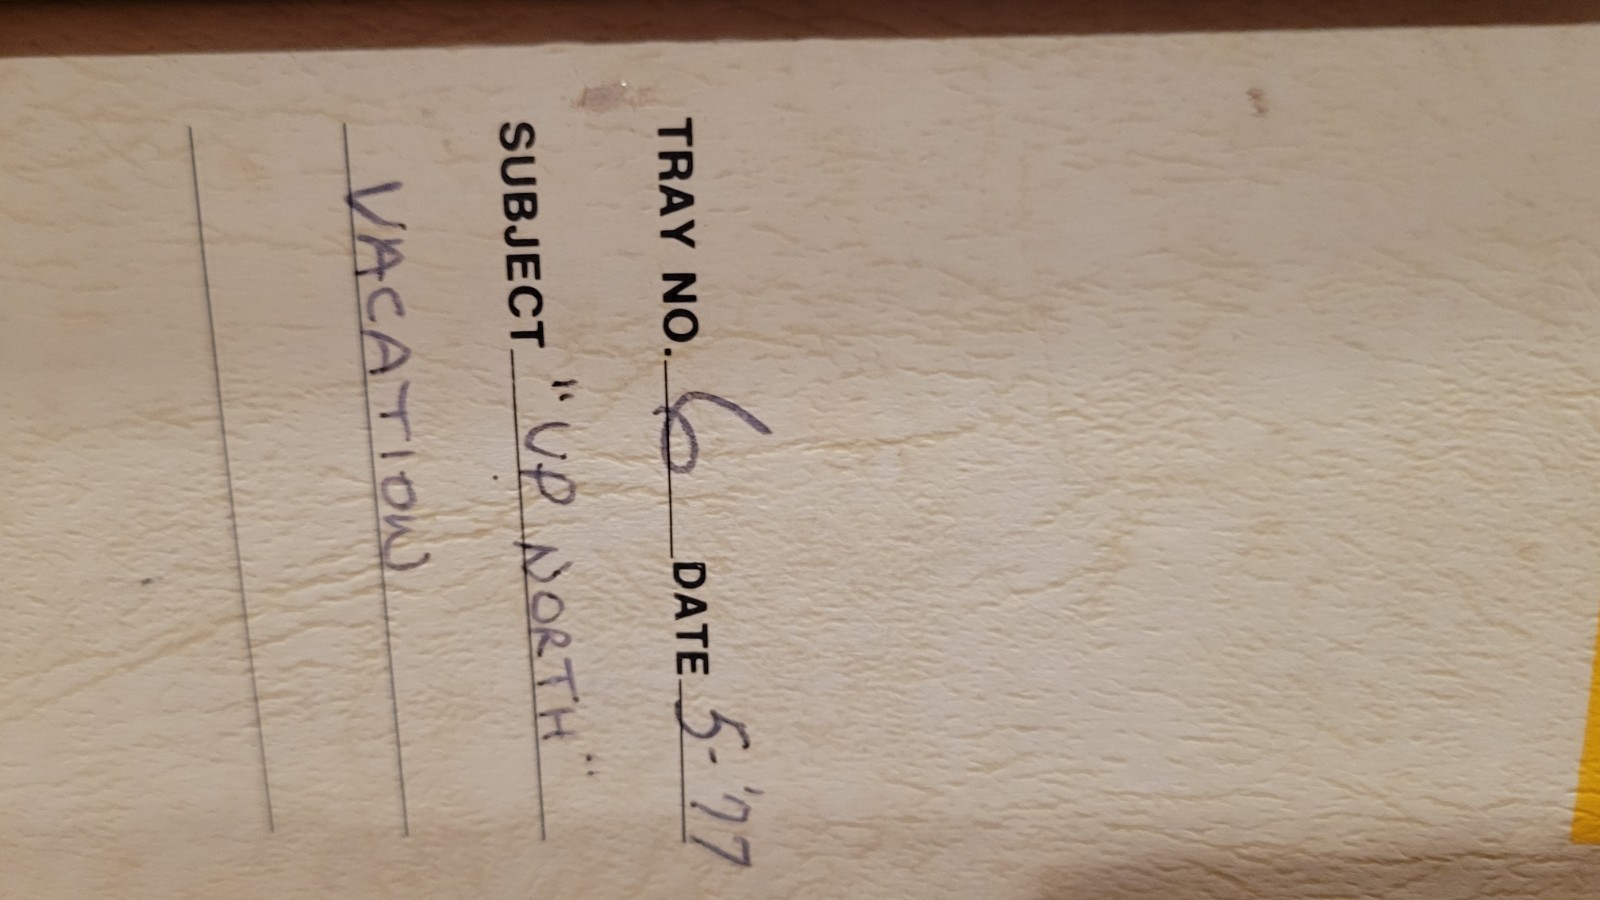 TRAY NO. 6 DATE 5-'77
SUBJECT "UP NORTH"
VACATION